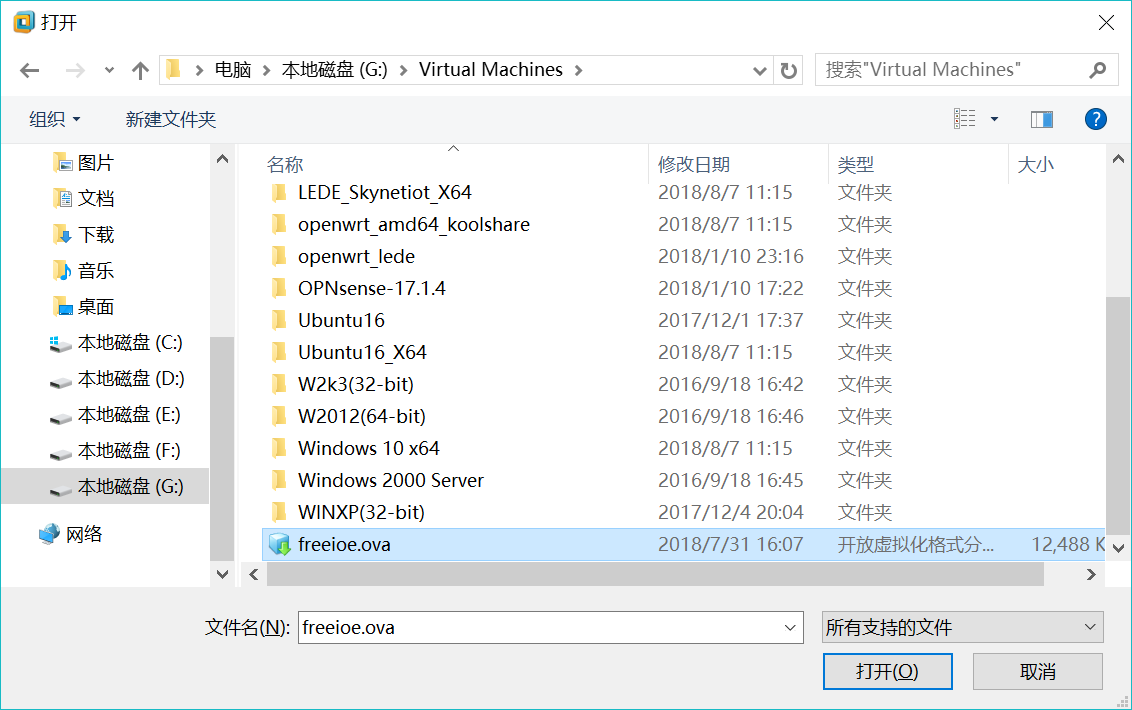 打开
电脑 本地磁盘 (G:) Virtual Machines 搜索"Virtual Machines"
组织 新建文件夹 ?
名称 修改日期 类型 大小
图片
文档
下载
音乐
桌面
本地磁盘 (C:)
本地磁盘 (D:)
本地磁盘 (E:)
本地磁盘 (F:)
本地磁盘 (G:)
网络
LEDE_Skynetiot_X64 2018/8/7 11:15 文件夹
openwrt_amd64_koolshare 2018/8/7 11:15 文件夹
openwrt_lede 2018/1/10 23:16 文件夹
OPNsense-17.1.4 2018/1/10 17:22 文件夹
Ubuntu16 2017/12/1 17:37 文件夹
Ubuntu16_X64 2018/8/7 11:15 文件夹
W2k3(32-bit) 2016/9/18 16:42 文件夹
W2012(64-bit) 2016/9/18 16:46 文件夹
Windows 10 x64 2018/8/7 11:15 文件夹
Windows 2000 Server 2016/9/18 16:45 文件夹
WINXP(32-bit) 2017/12/4 20:04 文件夹
freeioe.ova 2018/7/31 16:07 开放虚拟化格式分... 12,488 K
文件名(N): freeioe.ova 所有支持的文件
打开(O) 取消